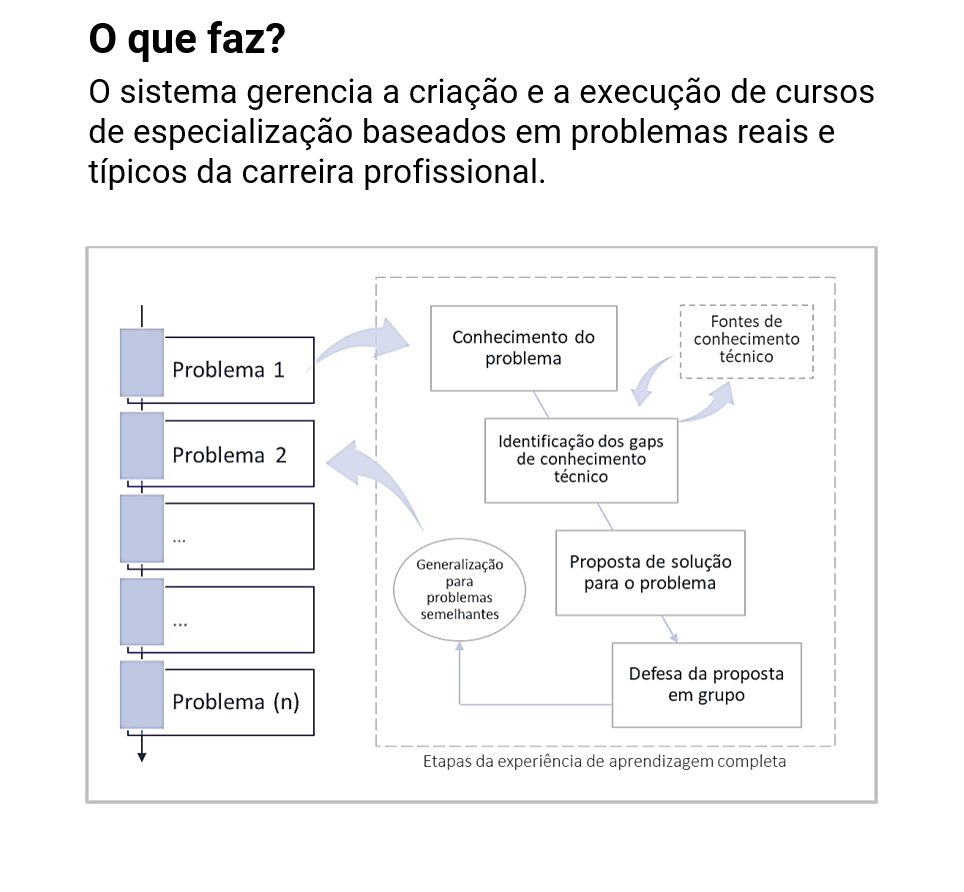 O que faz?
O sistema gerencia a criação e a execução de cursos
de especialização baseados em problemas reais e
típicos da carreira profissional.
Problema 1
Problema 2
...
...
Problema (n)
Conhecimento do
problema
Fontes de
conhecimento
técnico
Identificação dos gaps
de conhecimento
técnico
Proposta de solução
para o problema
Defesa da proposta
em grupo
Generalização
para
problemas
semelhantes
Etapas da experiência de aprendizagem completa